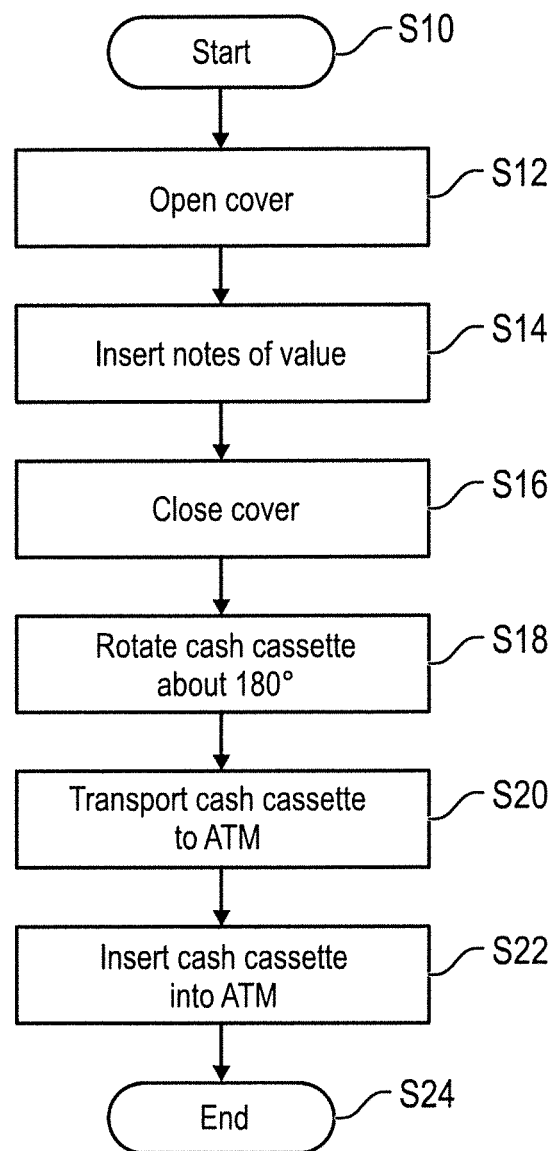 Start
S10
Open cover
S12
Insert notes of value
S14
Close cover
S16
Rotate cash cassette
about 180°
S18
Transport cash cassette
to ATM
S20
Insert cash cassette
into ATM
S22
End
S24